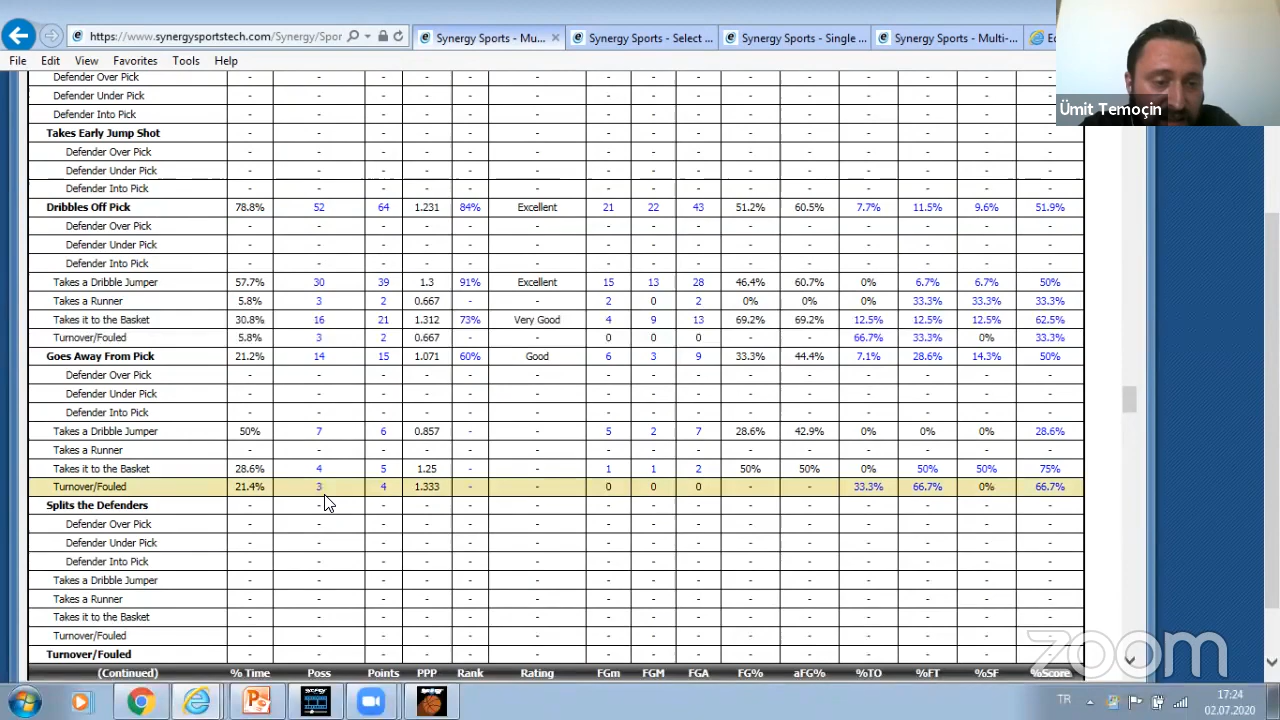 https://www.synergysportstech.com/Synergy/Spor
Synergy Sports - Mu...
Synergy Sports - Select ...
Synergy Sports - Single ...
Synergy Sports - Multi-...
File Edit View Favorites Tools Help
Ümit Temoçin
Defender Over Pick - - - - - - - - - - - - - - -
Defender Under Pick - - - - - - - - - - - - - - -
Defender Into Pick - - - - - - - - - - - - - - -
Takes Early Jump Shot - - - - - - - - - - - - - - -
Defender Over Pick - - - - - - - - - - - - - - -
Defender Under Pick - - - - - - - - - - - - - - -
Defender Into Pick - - - - - - - - - - - - - - -
Dribbles Off Pick 78.8% 52 64 1.231 84% Excellent 21 22 43 51.2% 60.5% 7.7% 11.5% 9.6% 51.9%
Defender Over Pick - - - - - - - - - - - - - - -
Defender Under Pick - - - - - - - - - - - - - - -
Defender Into Pick - - - - - - - - - - - - - - -
Takes a Dribble Jumper 57.7% 30 39 1.3 91% Excellent 15 13 28 46.4% 60.7% 0% 6.7% 6.7% 50%
Takes a Runner 5.8% 3 2 0.667 - - 2 0 2 0% 0% 0% 33.3% 33.3% 33.3%
Takes it to the Basket 30.8% 16 21 1.312 73% Very Good 4 9 13 69.2% 69.2% 12.5% 12.5% 12.5% 62.5%
Turnover/Fouled 5.8% 3 2 0.667 - - 0 0 0 - - 66.7% 33.3% 0% 33.3%
Goes Away From Pick 21.2% 14 15 1.071 60% Good 6 3 9 33.3% 44.4% 7.1% 28.6% 14.3% 50%
Defender Over Pick - - - - - - - - - - - - - - -
Defender Under Pick - - - - - - - - - - - - - - -
Defender Into Pick - - - - - - - - - - - - - - -
Takes a Dribble Jumper 50% 7 6 0.857 - - 5 2 7 28.6% 42.9% 0% 0% 0% 28.6%
Takes a Runner - - - - - - - - - - - - - - -
Takes it to the Basket 28.6% 4 5 1.25 - - 1 1 2 50% 50% 0% 50% 50% 75%
Turnover/Fouled 21.4% 3 4 1.333 - - 0 0 0 - - 33.3% 66.7% 0% 66.7%
Splits the Defenders - - - - - - - - - - - - - - -
Defender Over Pick - - - - - - - - - - - - - - -
Defender Under Pick - - - - - - - - - - - - - - -
Defender Into Pick - - - - - - - - - - - - - - -
Takes a Dribble Jumper - - - - - - - - - - - - - - -
Takes a Runner - - - - - - - - - - - - - - -
Takes it to the Basket - - - - - - - - - - - - - - -
Turnover/Fouled - - - - - - - - - - - - - - -
Turnover/Fouled - - - - - - - - - - - - - -
(Continued) % Time Poss Points PPP Rank Rating FGm FGM FGA FG% aFG% %TO %FT %SF %Score
zoom
TR
17:24
02.07.2020